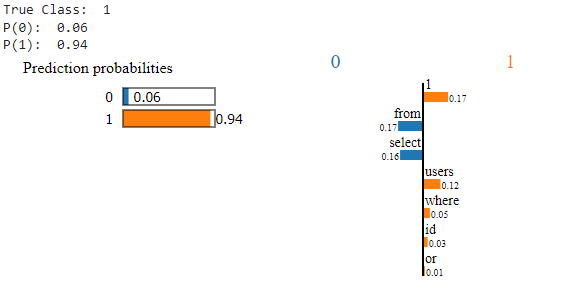 True Class:  1
P(0):  0.06
P(1):  0.94
Prediction probabilities
0 0.06
1 0.94
0 1
1
0.17
from
0.17
select
0.16
users
0.12
where
0.05
id
0.03
or
0.01